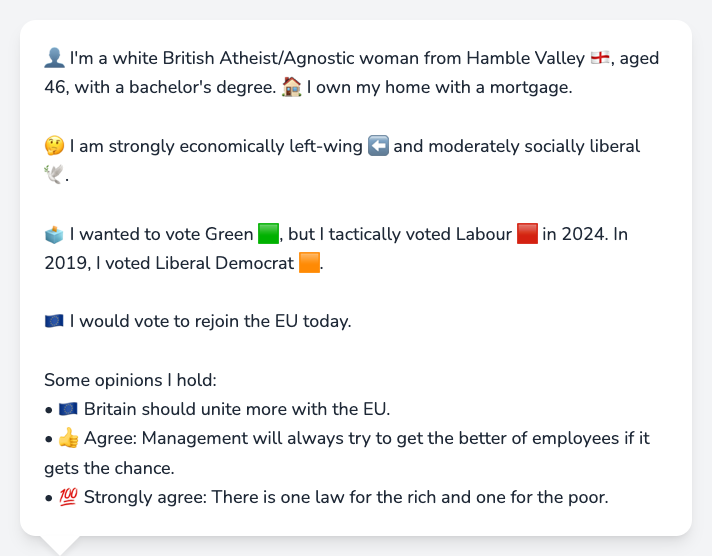 👤 I'm a white British Atheist/Agnostic woman from Hamble Valley 🏴󠁧󠁢󠁥󠁮󠁧󠁿, aged
46, with a bachelor's degree. 🏠 I own my home with a mortgage.
🤔 I am strongly economically left-wing ⬅️ and moderately socially liberal
🕊️.
🗳️ I wanted to vote Green 🟩, but I tactically voted Labour 🟥 in 2024. In
2019, I voted Liberal Democrat 🟧.
🇪🇺 I would vote to rejoin the EU today.
Some opinions I hold:
• 🇪🇺 Britain should unite more with the EU.
• 👍 Agree: Management will always try to get the better of employees if it
gets the chance.
• 💯 Strongly agree: There is one law for the rich and one for the poor.